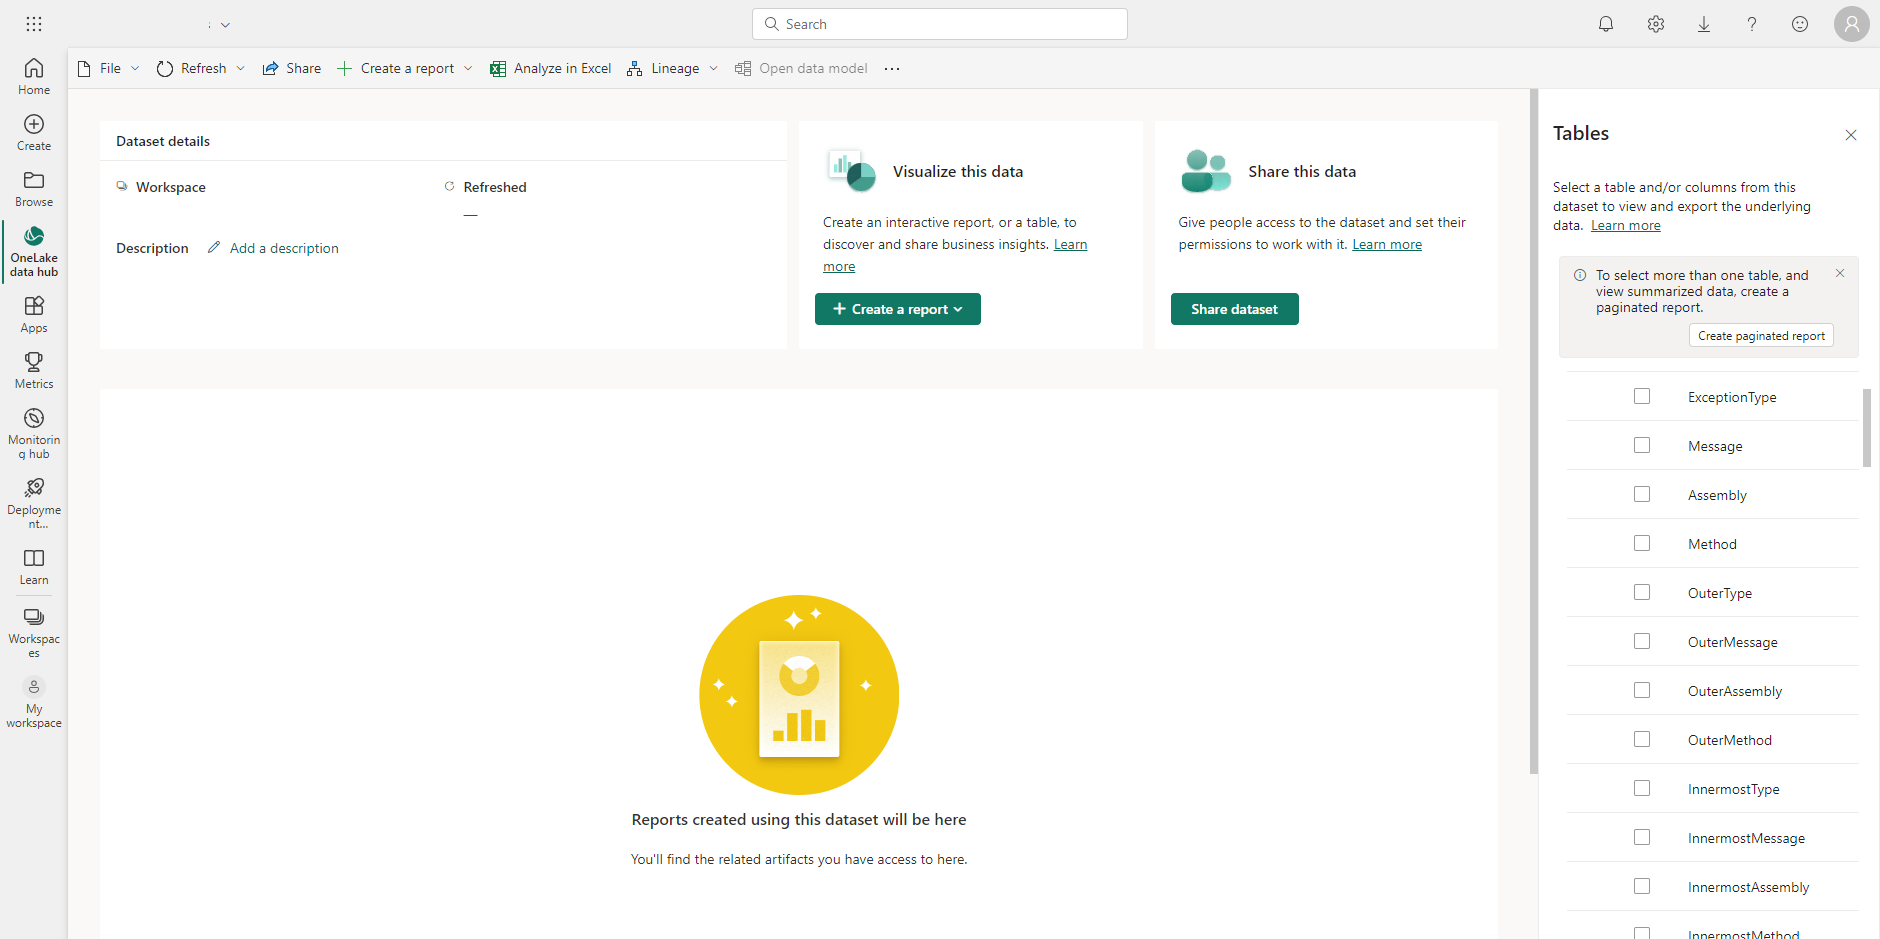 Search
Home
Create
Browse
OneLake
data hub
Apps
Metrics
Monitorin
g hub
Deployme
nt...
Learn
Workspac
es
My
workspace
File
Refresh
Share
Create a report
Analyze in Excel
Lineage
Open data model
Dataset details
Workspace
Refreshed
—
Description
Add a description
Visualize this data
Create an interactive report, or a table, to
discover and share business insights. Learn
more
Create a report
Share this data
Give people access to the dataset and set their
permissions to work with it. Learn more
Share dataset
Reports created using this dataset will be here
You'll find the related artifacts you have access to here.
Tables
Select a table and/or columns from this
dataset to view and export the underlying
data. Learn more
To select more than one table, and
view summarized data, create a
paginated report.
Create paginated report
ExceptionType
Message
Assembly
Method
OuterType
OuterMessage
OuterAssembly
OuterMethod
InnermostType
InnermostMessage
InnermostAssembly
InnermostMethod